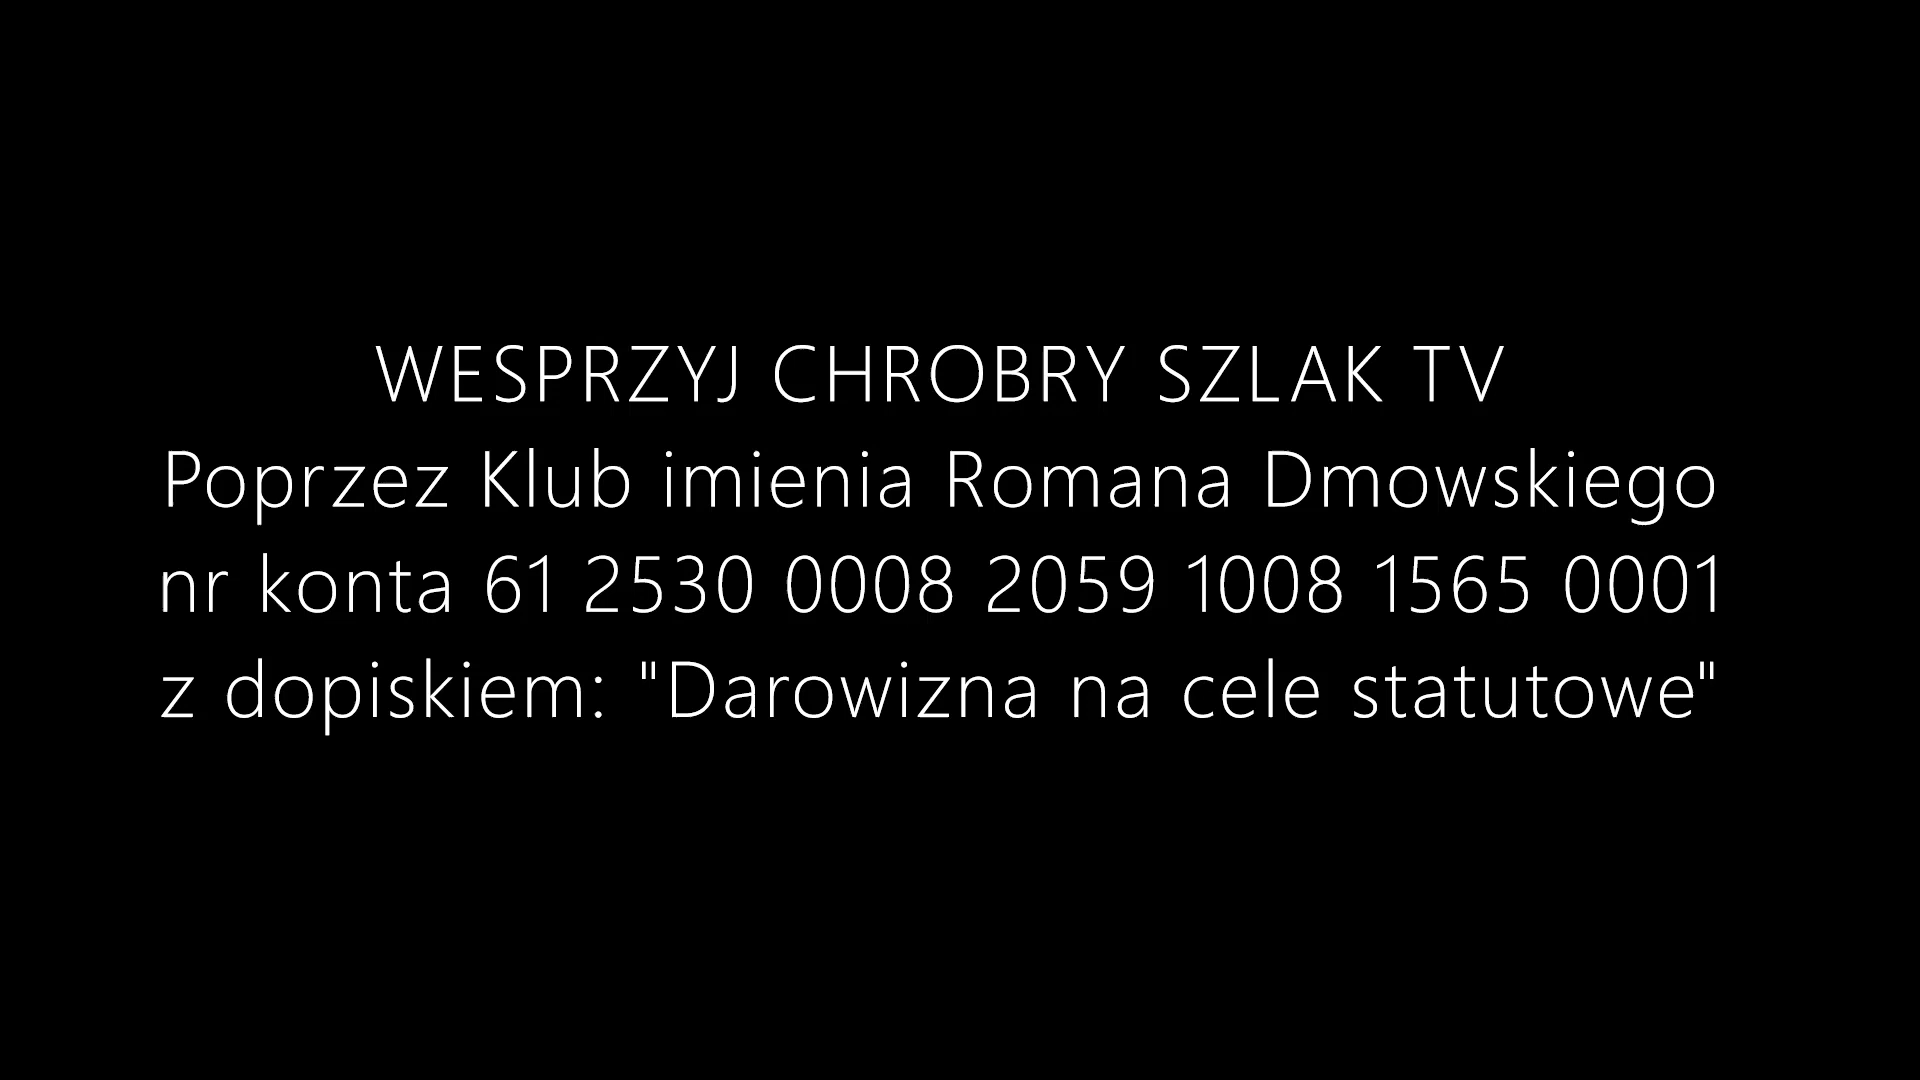 WESPRZYJ CHROBRY SZLAK TV
Poprzez Klub imienia Romana Dmowskiego
nr konta 61 2530 0008 2059 1008 1565 0001
z dopiskiem: "Darowizna na cele statutowe"